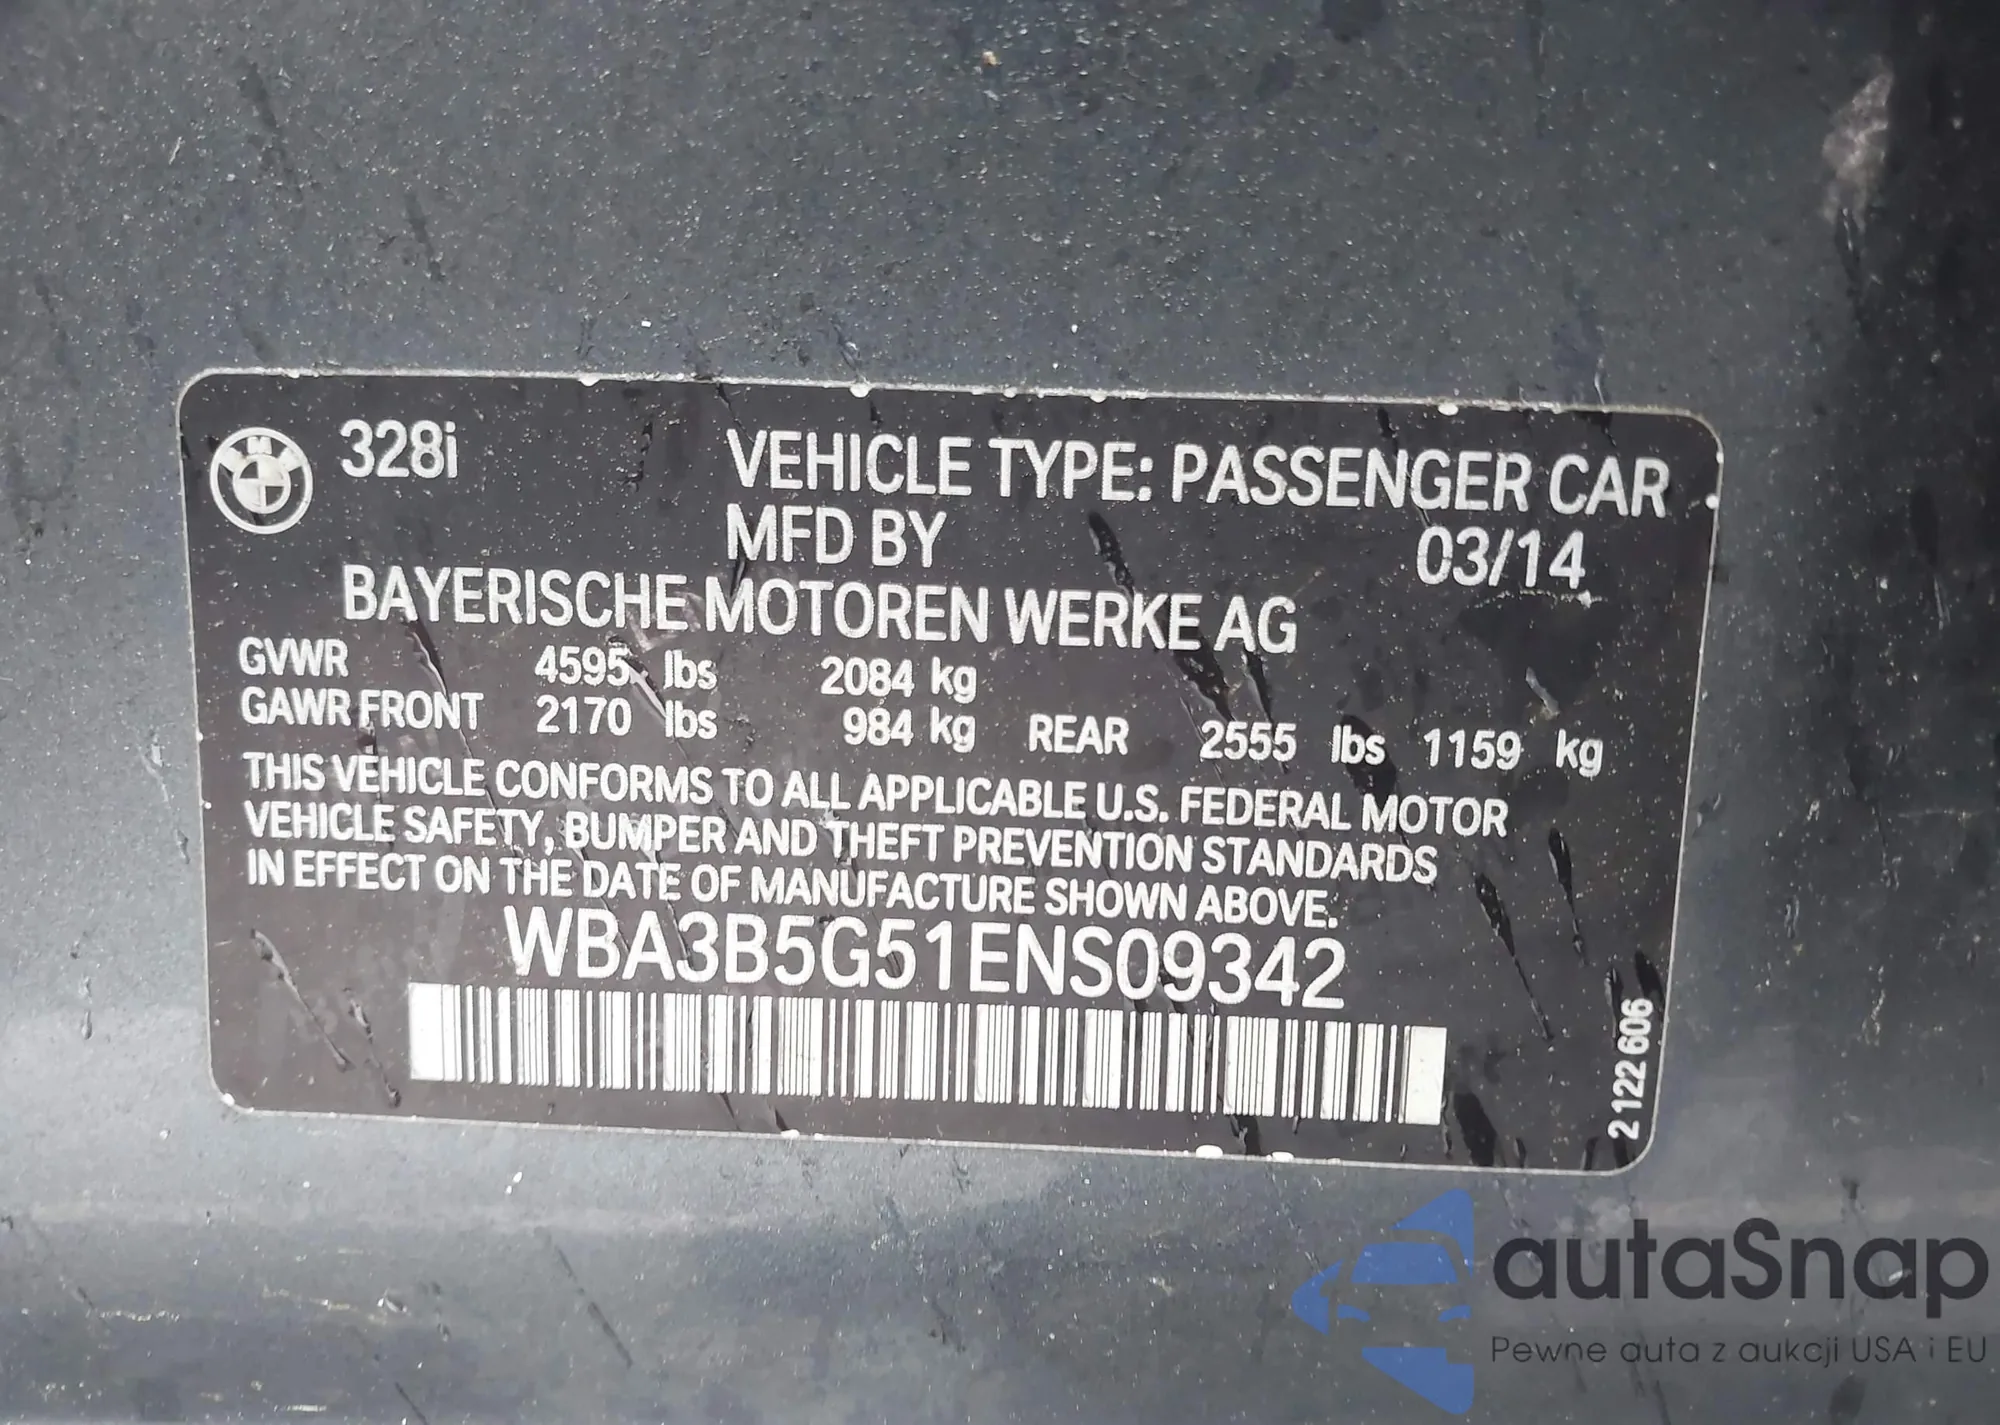 328i
VEHICLE TYPE: PASSENGER CAR
MFD BY 03/14
BAYERISCHE MOTOREN WERKE AG
GVWR 4595 lbs 2084 kg
GAWR FRONT 2170 lbs 984 kg REAR 2555 lbs 1159 kg
THIS VEHICLE CONFORMS TO ALL APPLICABLE U.S. FEDERAL MOTOR
VEHICLE SAFETY, BUMPER AND THEFT PREVENTION STANDARDS
IN EFFECT ON THE DATE OF MANUFACTURE SHOWN ABOVE.
WBA3B5G51ENS09342
2 122 606
autaSnap
Pewne auta z aukcji USA i EU